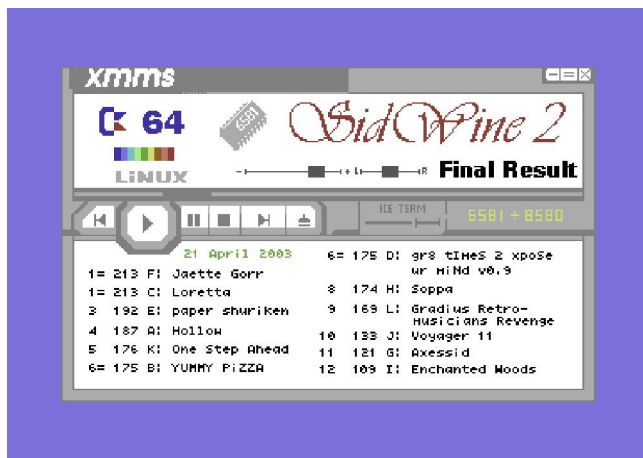 xmms
C 64
6581
SidWine 2
LiNUX
- + L R
Final Result
ICE TERM
6581 ÷ 8580
21 April 2003
1= 213 F: Jaette Gorr
1= 213 C: Loretta
3 192 E: paper shuriken
4 187 A: Hollow
5 176 K: One Step Ahead
6= 175 B: YUMMY PiZZA
6= 175 D: gr8 tIMeS 2 xpoSe
ur miNd v0.9
8 174 H: Soppa
9 169 L: Gradius Retro-
Musicians Revenge
10 133 J: Voyager 11
11 121 G: Axessid
12 109 I: Enchanted Woods